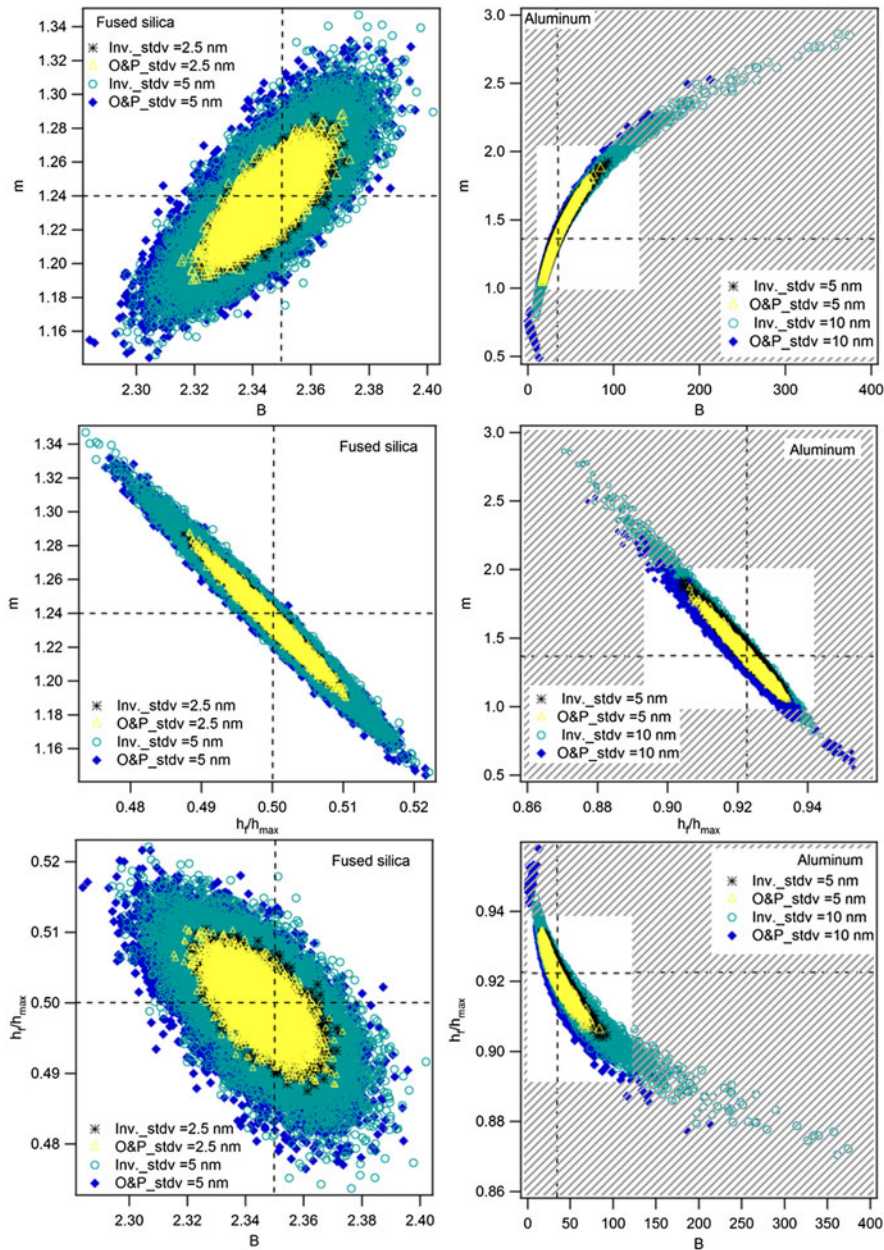 Fused silica
Inv._stdv =2.5 nm
O&P_stdv =2.5 nm
Inv._stdv =5 nm
O&P_stdv =5 nm
1.34
1.32
1.30
1.28
1.26
1.24
1.22
1.20
1.18
1.16
m
2.30
2.32
2.34
2.36
2.38
2.40
B
Aluminum
3.0
2.5
2.0
1.5
1.0
0.5
m
Inv._stdv =5 nm
O&P_stdv =5 nm
Inv._stdv =10 nm
O&P_stdv =10 nm
0
100
200
300
400
B
Fused silica
1.34
1.32
1.30
1.28
1.26
1.24
1.22
1.20
1.18
1.16
m
Inv._stdv =2.5 nm
O&P_stdv =2.5 nm
Inv._stdv =5 nm
O&P_stdv =5 nm
0.48
0.49
0.50
0.51
0.52
hf/hmax
Aluminum
3.0
2.5
2.0
1.5
1.0
0.5
m
Inv._stdv =5 nm
O&P_stdv =5 nm
Inv._stdv =10 nm
O&P_stdv =10 nm
0.86
0.88
0.90
0.92
0.94
hf/hmax
Fused silica
0.52
0.51
0.50
0.49
0.48
hf/hmax
Inv._stdv =2.5 nm
O&P_stdv =2.5 nm
Inv._stdv =5 nm
O&P_stdv =5 nm
2.30
2.32
2.34
2.36
2.38
2.40
B
Aluminum
Inv._stdv =5 nm
O&P_stdv =5 nm
Inv._stdv =10 nm
O&P_stdv =10 nm
0.94
0.92
0.90
0.88
0.86
hf/hmax
0
50
100
150
200
250
300
350
400
B